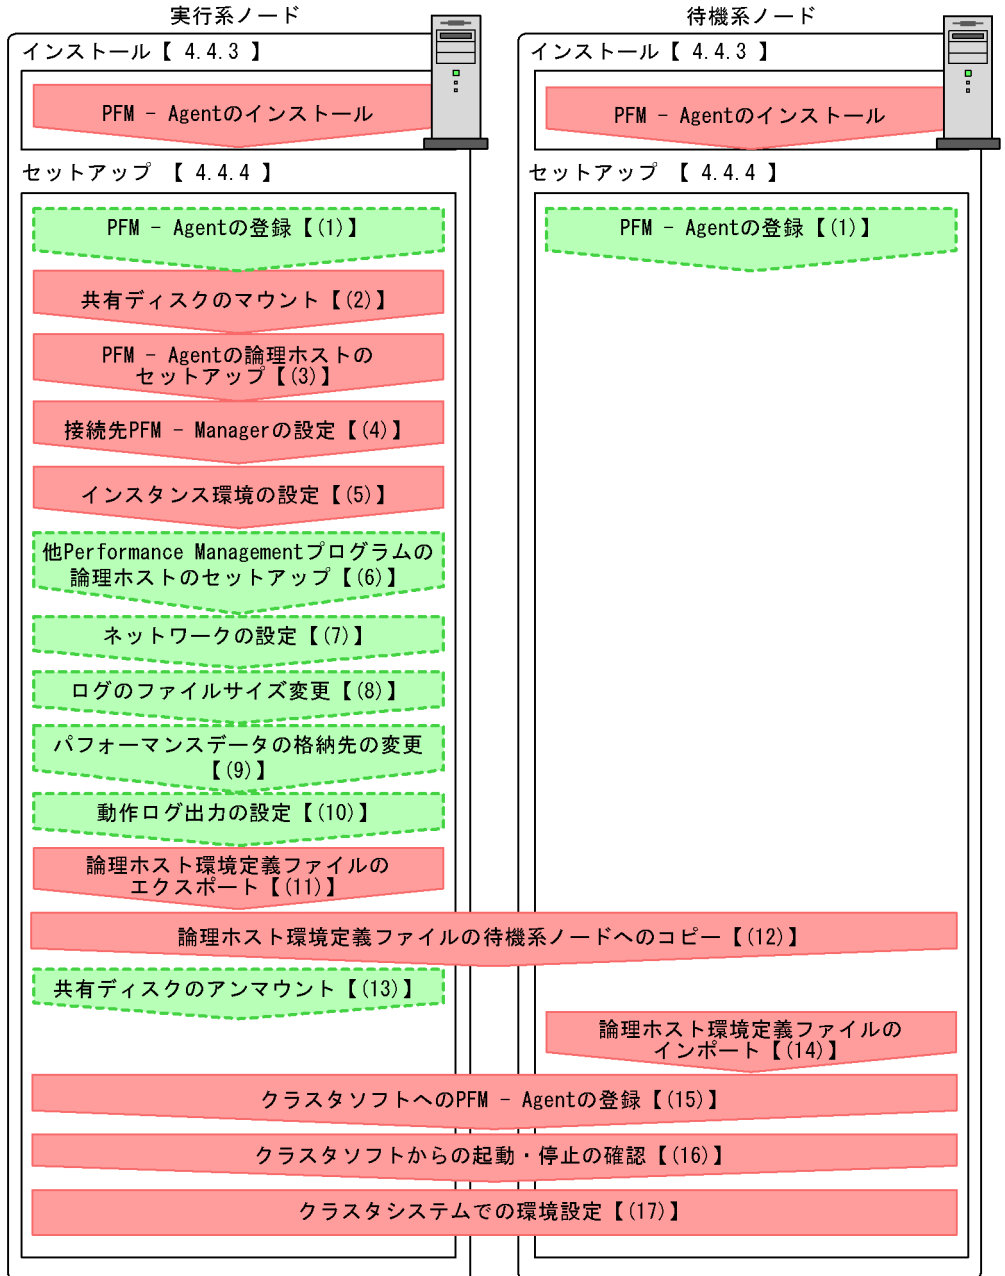 実行系ノード
待機系ノード
インストール【 4.4.3 】
インストール【 4.4.3 】
PFM - Agentのインストール
PFM - Agentのインストール
セットアップ 【 4.4.4 】
セットアップ 【 4.4.4 】
PFM - Agentの登録【(1)】
PFM - Agentの登録【(1)】
共有ディスクのマウント【(2)】
PFM - Agentの論理ホストの
セットアップ【(3)】
接続先PFM - Managerの設定【(4)】
インスタンス環境の設定【(5)】
他Performance Managementプログラムの
論理ホストのセットアップ【(6)】
ネットワークの設定【(7)】
ログのファイルサイズ変更【(8)】
パフォーマンスデータの格納先の変更
【(9)】
動作ログ出力の設定【(10)】
論理ホスト環境定義ファイルの
エクスポート【(11)】
論理ホスト環境定義ファイルの待機系ノードへのコピー【(12)】
共有ディスクのアンマウント【(13)】
論理ホスト環境定義ファイルの
インポート【(14)】
クラスタソフトへのPFM - Agentの登録【(15)】
クラスタソフトからの起動・停止の確認【(16)】
クラスタシステムでの環境設定【(17)】